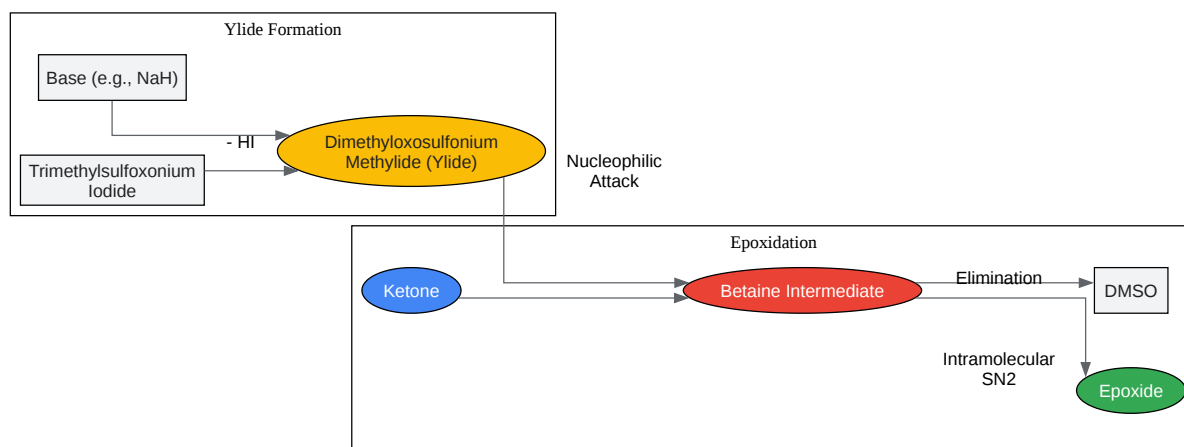 Ylide Formation
Base (e.g., NaH)
- HI
Trimethylsulfoxonium
Iodide
Dimethyloxosulfonium
Methylide (Ylide)
Nucleophilic
Attack
Epoxidation
Ketone
Betaine Intermediate
Elimination
DMSO
Intramolecular
SN2
Epoxide